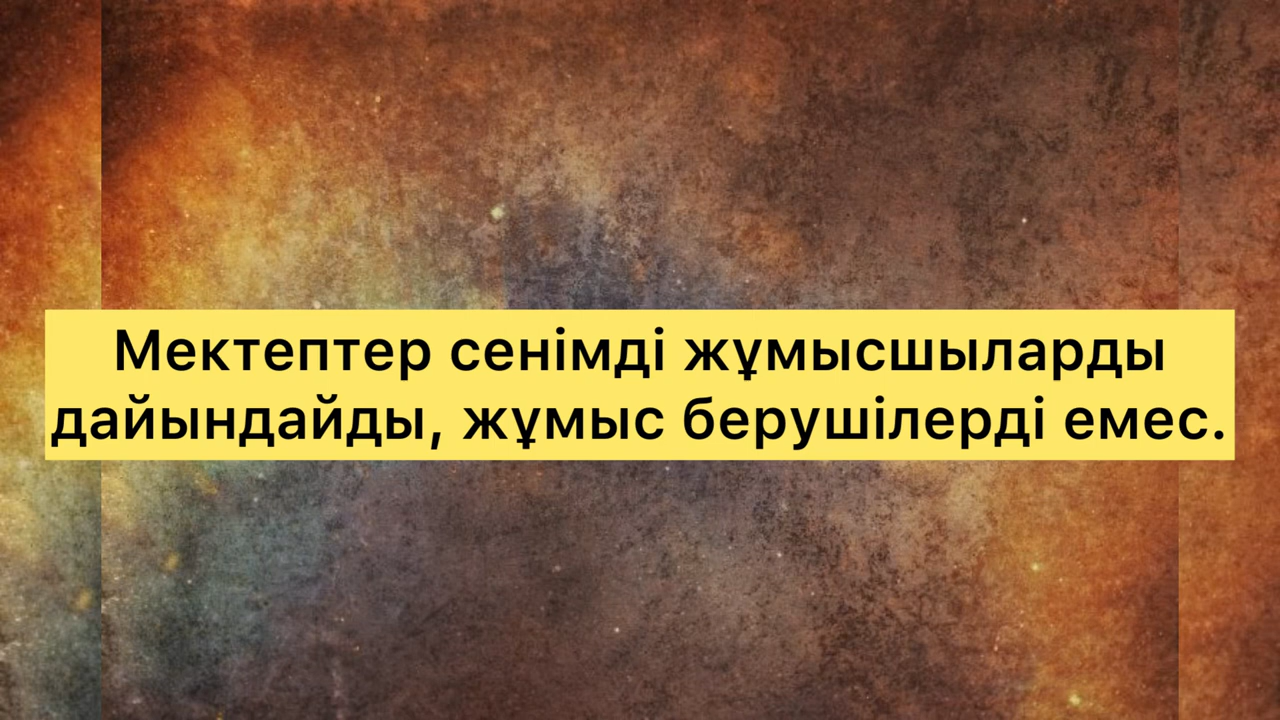 Мектептер сенімді жұмысшыларды
дайындайды, жұмыс берушілерді емес.